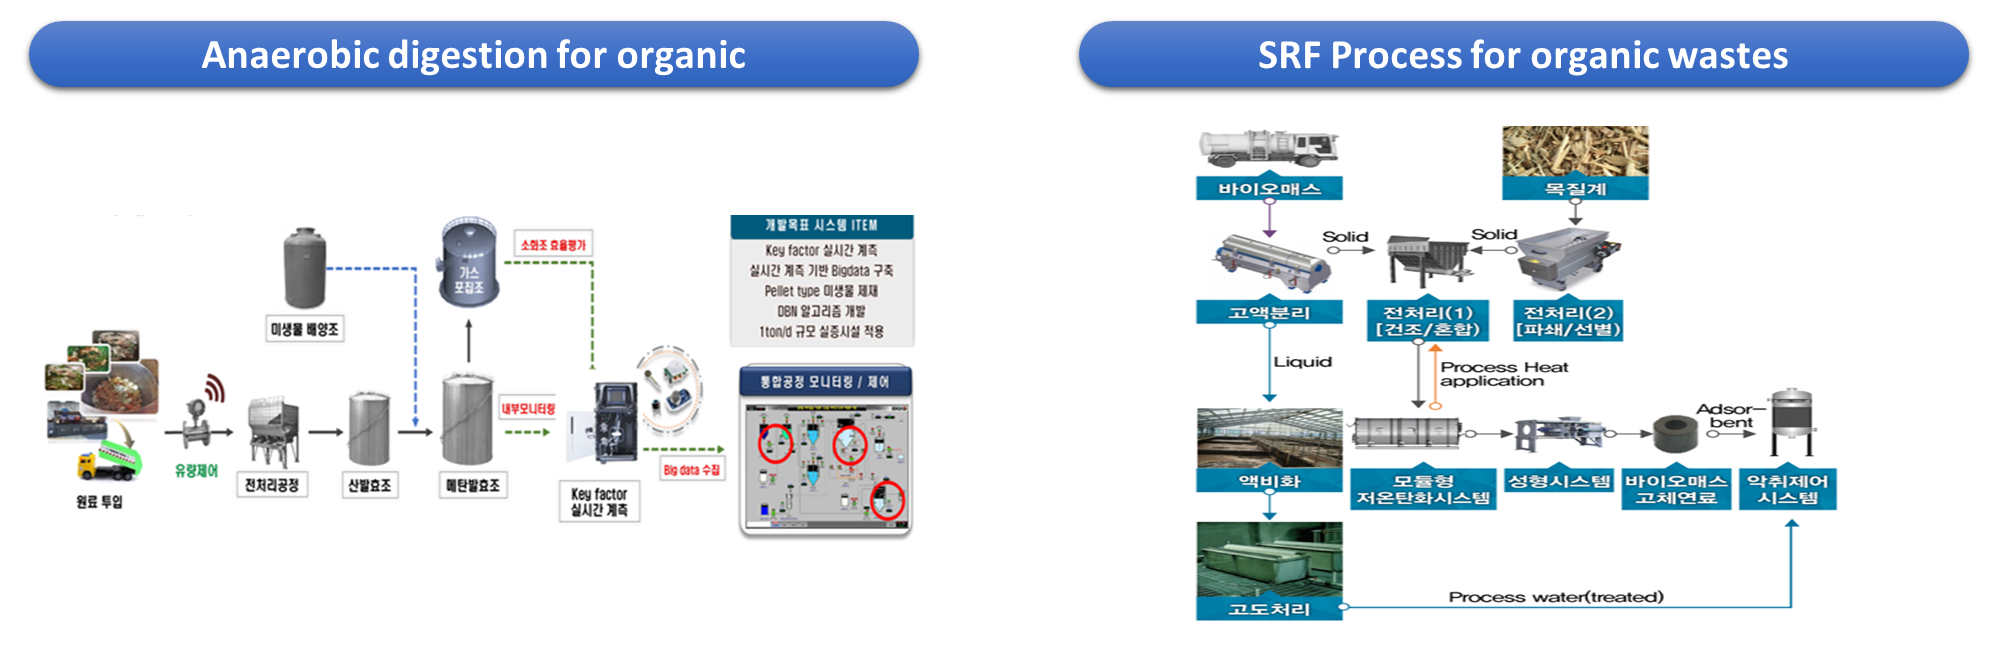 Anaerobic digestion for organic
SRF Process for organic wastes
개발목표 시스템 ITEM
Key factor 실시간 계측
실시간 계측 기반 Bigdata 구축
Pellet type 미생물 제재
DBN 알고리즘 개발
1ton/d 규모 실증시설 적용
소화조 효율평가
가스
포집조
미생물 배양조
통합공정 모니터링 / 제어
내부모니터링
Big data 수집
유량제어
전처리공정
산발효조
메탄발효조
Key factor
실시간 계측
원료 투입
바이오매스
목질계
Solid
Solid
고액분리
전처리(1)
[건조/혼합)
전처리(2)
[파쇄/선별)
Liquid
Process Heat
application
Adsor-
bent
액비화
모듈형
저온탄화시스템
성형시스템
바이오매스
고체연료
악취제어
시스템
고도처리
Process water(treated)